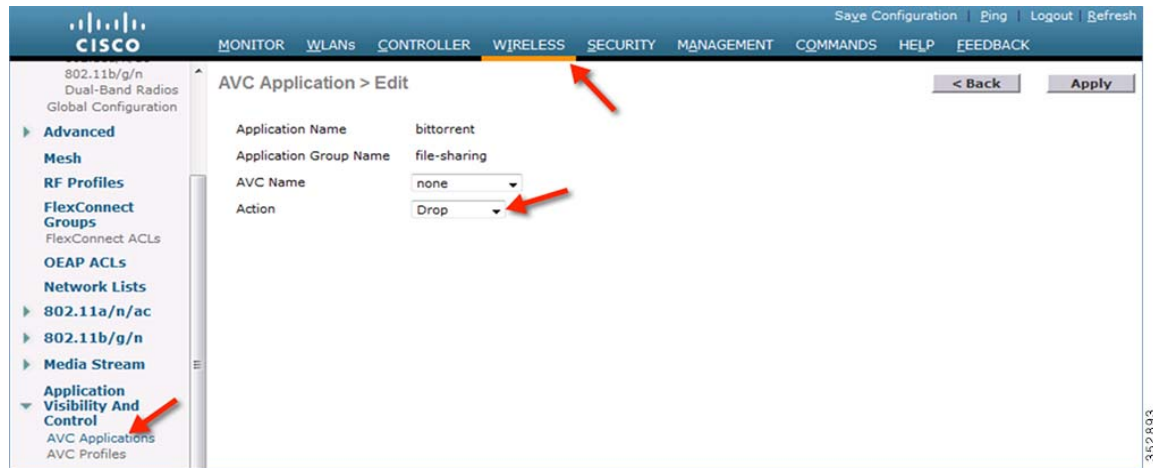 Save Configuration | Ping | Logout | Refresh
CISCO
MONITOR WLANs CONTROLLER WIRELESS SECURITY MANAGEMENT COMMANDS HELP FEEDBACK
802.11b/g/n
Dual-Band Radios
Global Configuration
Advanced
Mesh
RF Profiles
FlexConnect
Groups
FlexConnect ACLs
OEAP ACLs
Network Lists
802.11a/n/ac
802.11b/g/n
Media Stream
Application
Visibility And
Control
AVC Applications
AVC Profiles
AVC Application > Edit
< Back Apply
Application Name bittorrent
Application Group Name file-sharing
AVC Name none
Action Drop
352893